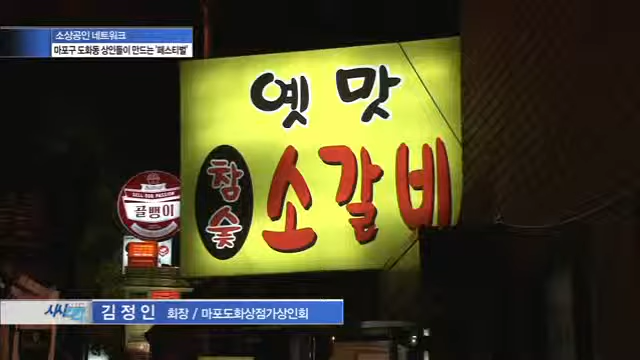 소상공인 네트워크
마포구 도화동 상인들이 만드는 '페스티벌'
옛 맛
참숯
소갈비
골뱅이
김정인 회장 / 마포도화상점가상인회